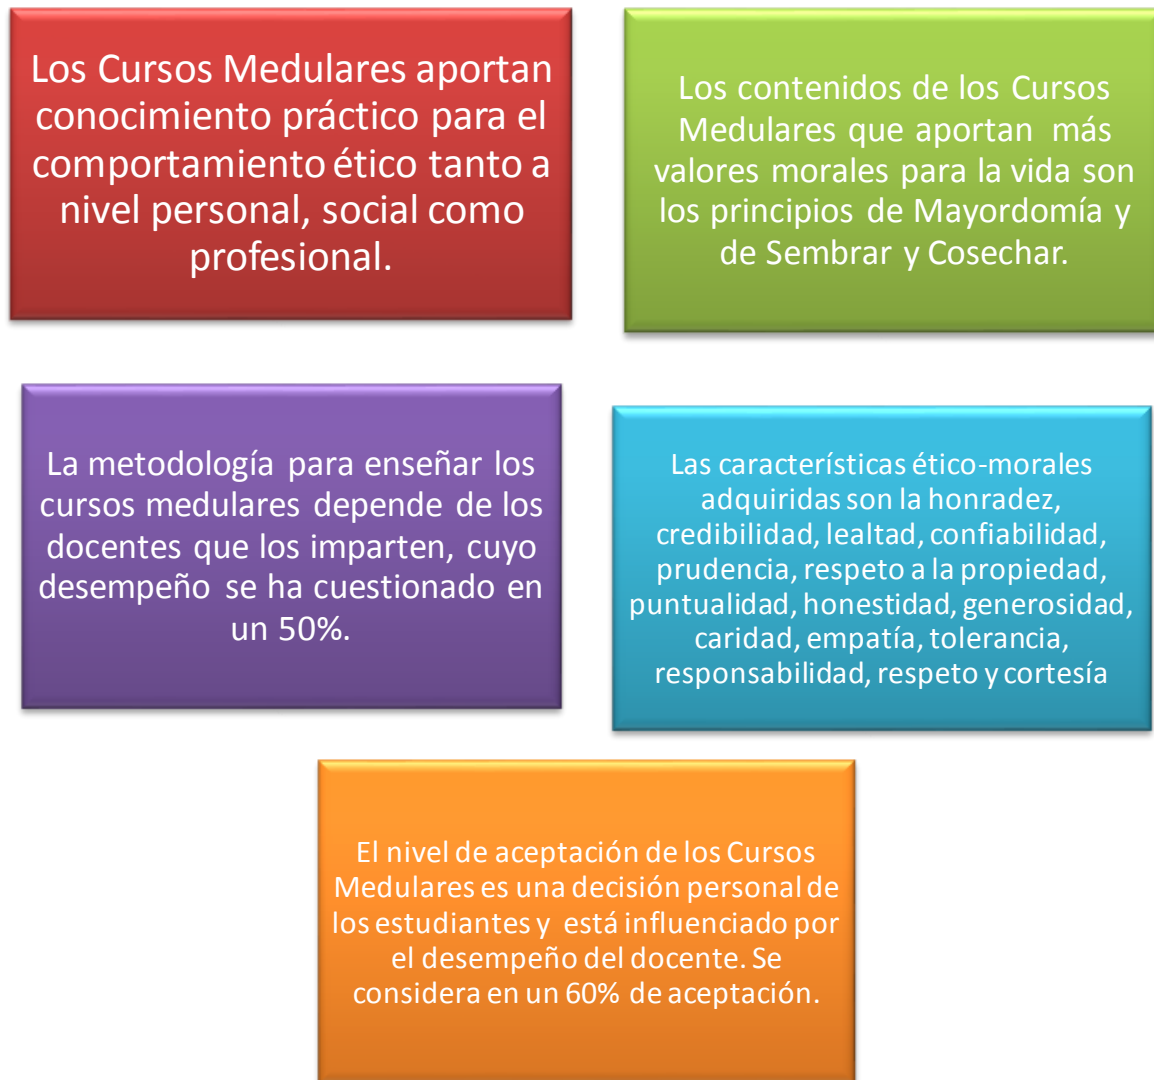 Los Cursos Medulares aportan
conocimiento práctico para el
comportamiento ético tanto a
nivel personal, social como
profesional.
Los contenidos de los Cursos
Medulares que aportan más
valores morales para la vida son
los principios de Mayordomía y
de Sembrar y Cosechar.
La metodología para enseñar los
cursos medulares depende de los
docentes que los imparten, cuyo
desempeño se ha cuestionado en
un 50%.
Las características ético-morales
adquiridas son la honradez,
credibilidad, lealtad, confiabilidad,
prudencia, respeto a la propiedad,
puntualidad, honestidad, generosidad,
caridad, empatía, tolerancia,
responsabilidad, respeto y cortesía
El nivel de aceptación de los Cursos
Medulares es una decisión personal de
los estudiantes y está influenciado por
el desempeño del docente. Se
considera en un 60% de aceptación.